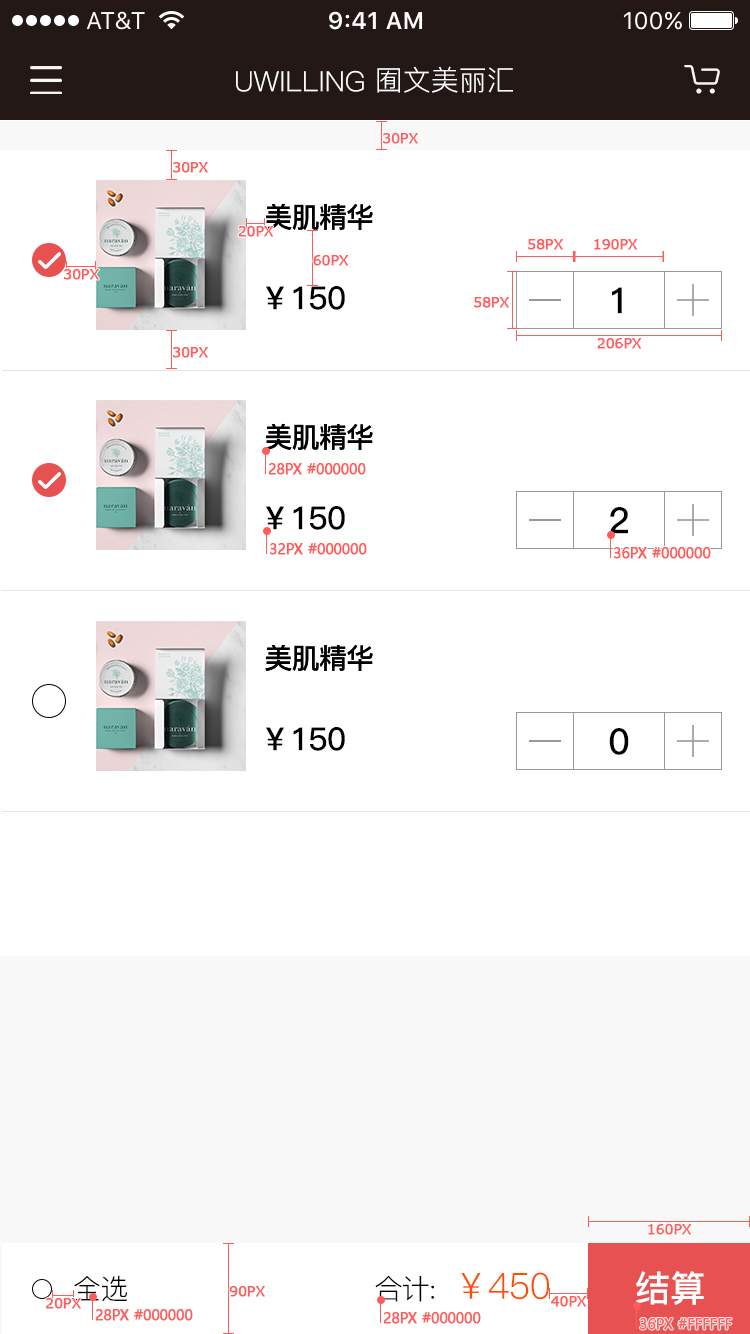 AT&T 9:41 AM 100%
UWILLING 囿文美丽汇
30PX
30PX
美肌精华
20PX
58PX 190PX
60PX
30PX
¥ 150
58PX
1
206PX
30PX
美肌精华
28PX #000000
¥ 150
2
32PX #000000
36PX #000000
美肌精华
¥ 150
0
160PX
全选
合计:
¥ 450
结算
90PX
20PX
40PX
28PX #000000
28PX #000000
36PX #FFFFFF